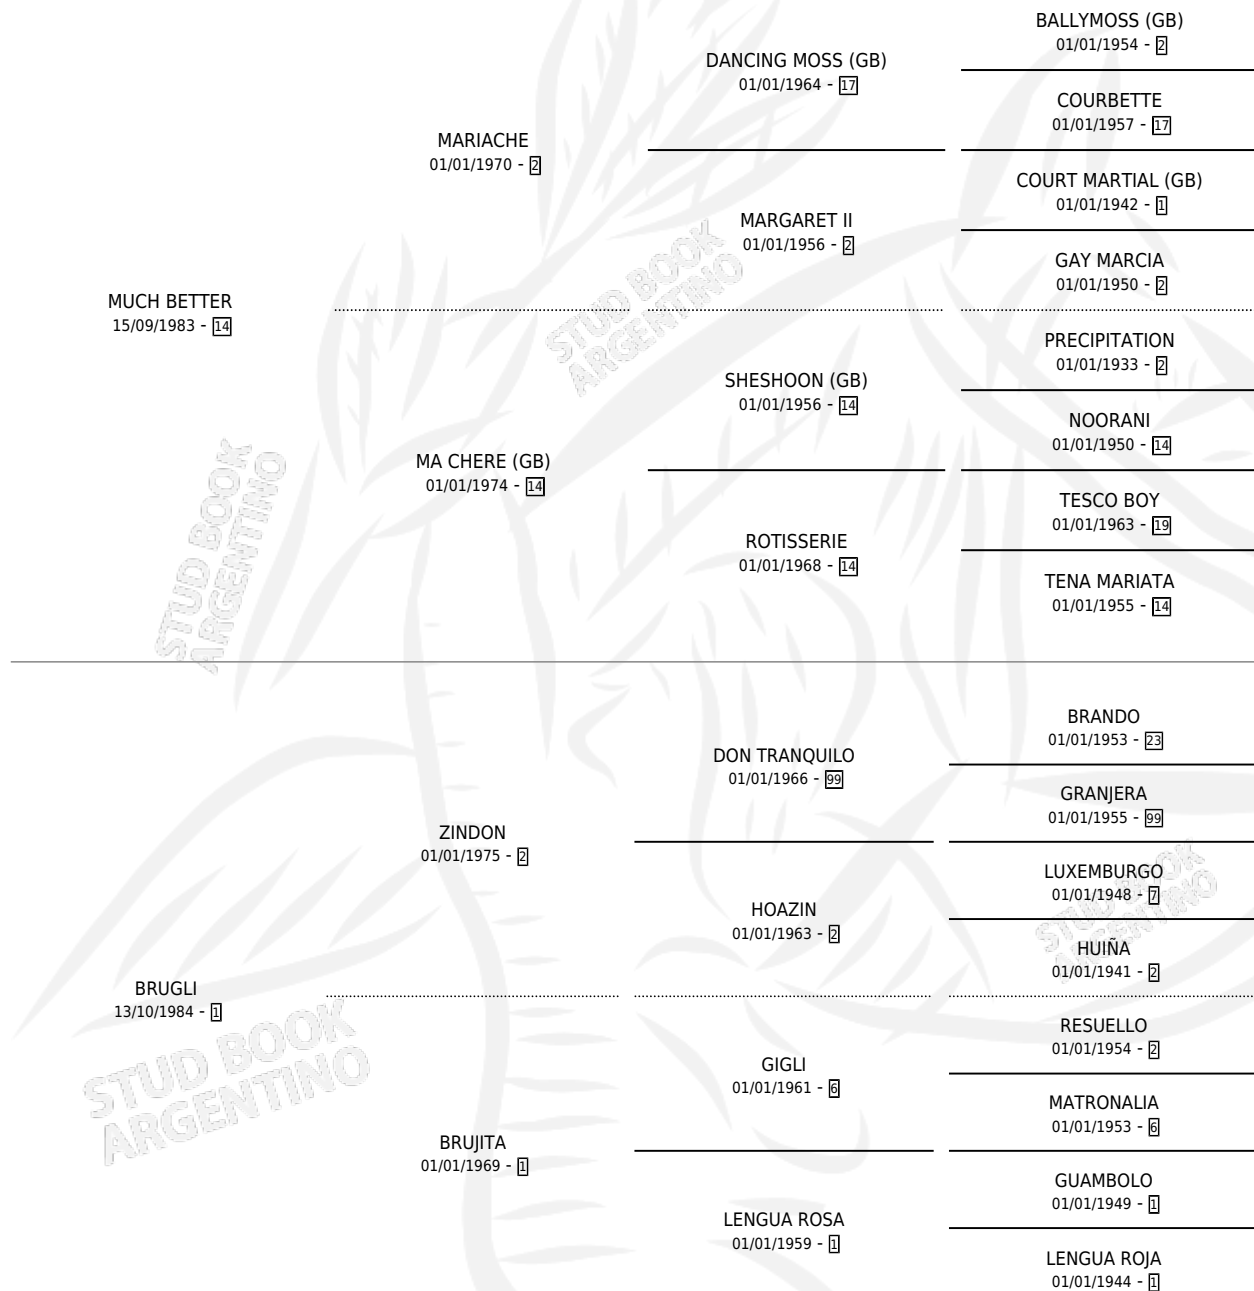 BALLYMOSS (GB)
01/01/1954 - 2
DANCING MOSS (GB)
01/01/1964 - 17
COURBETTE
01/01/1957 - 17
MARIACHE
01/01/1970 - 2
COURT MARTIAL (GB)
01/01/1942 - 1
MARGARET II
01/01/1956 - 2
GAY MARCIA
01/01/1950 - 2
MUCH BETTER
15/09/1983 - 14
PRECIPITATION
01/01/1933 - 2
SHESHOON (GB)
01/01/1956 - 14
NOORANI
01/01/1950 - 14
MA CHERE (GB)
01/01/1974 - 14
TESCO BOY
01/01/1963 - 19
ROTISSERIE
01/01/1968 - 14
TENA MARIATA
01/01/1955 - 14
STUD BOOK
ARGENTINO
STUD BOOK
ARGENTINO
BRANDO
01/01/1953 - 23
DON TRANQUILO
01/01/1966 - 99
GRANJERA
01/01/1955 - 99
ZINDON
01/01/1975 - 2
LUXEMBURGO
01/01/1948 - 7
HOAZIN
01/01/1963 - 2
HUIÑA
01/01/1941 - 2
BRUGLI
13/10/1984 - 1
RESUELLO
01/01/1954 - 2
GIGLI
01/01/1961 - 6
MATRONALIA
01/01/1953 - 6
BRUJITA
01/01/1969 - 1
GUAMBOLO
01/01/1949 - 1
LENGUA ROSA
01/01/1959 - 1
LENGUA ROJA
01/01/1944 - 1
STUD BOOK
ARGENTINO
STUD BOOK
ARGENTINO